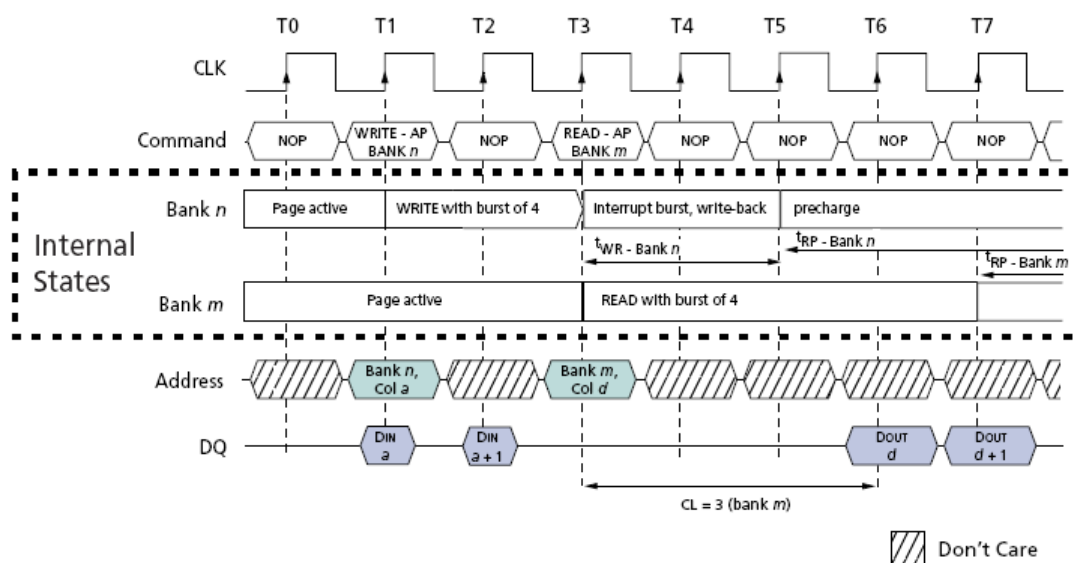 T0 T1 T2 T3 T4 T5 T6 T7
CLK
Command NOP WRITE - AP BANK n NOP READ - AP BANK m NOP NOP NOP NOP
Internal States
Bank n Page active WRITE with burst of 4 Interrupt burst, write-back precharge
tWR - Bank n tRP - Bank n
tRP - Bank m
Bank m Page active READ with burst of 4
Address Bank n, Col a Bank m, Col d
DQ DIN a DIN a + 1 DOUT d DOUT d + 1
CL = 3 (bank m)
Don't Care